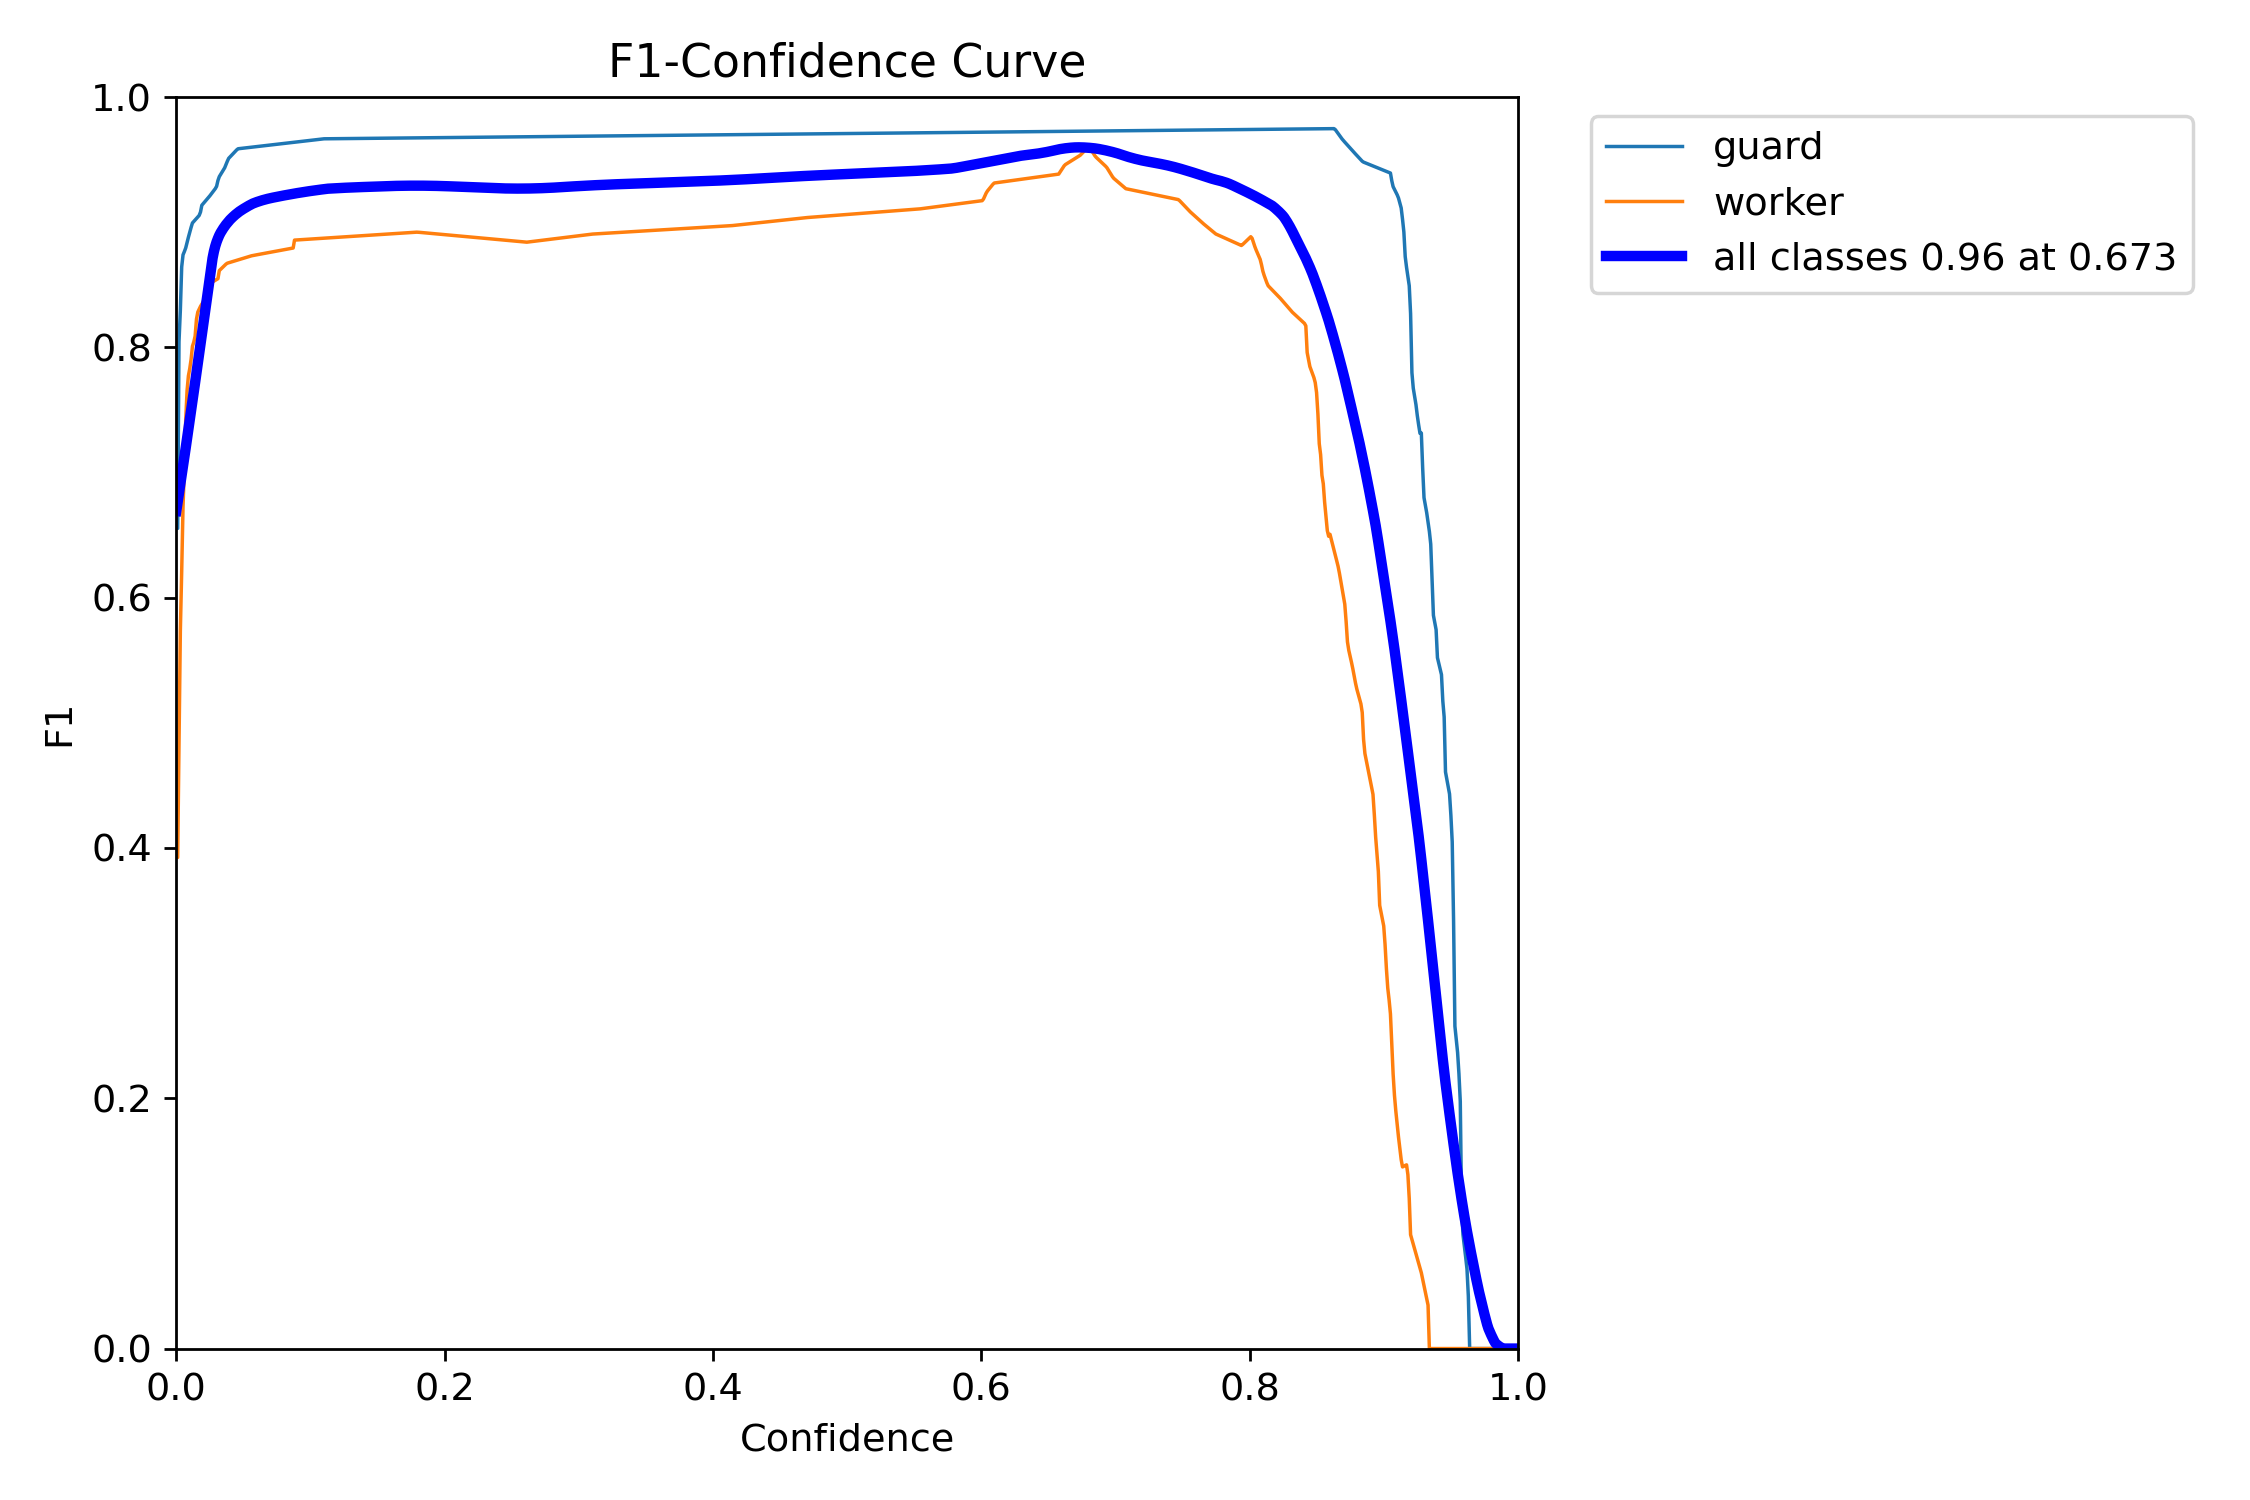 F1-Confidence Curve
1.0
0.8
0.6
0.4
0.2
0.0
F1
0.0 0.2 0.4 0.6 0.8 1.0
Confidence
guard
worker
all classes 0.96 at 0.673